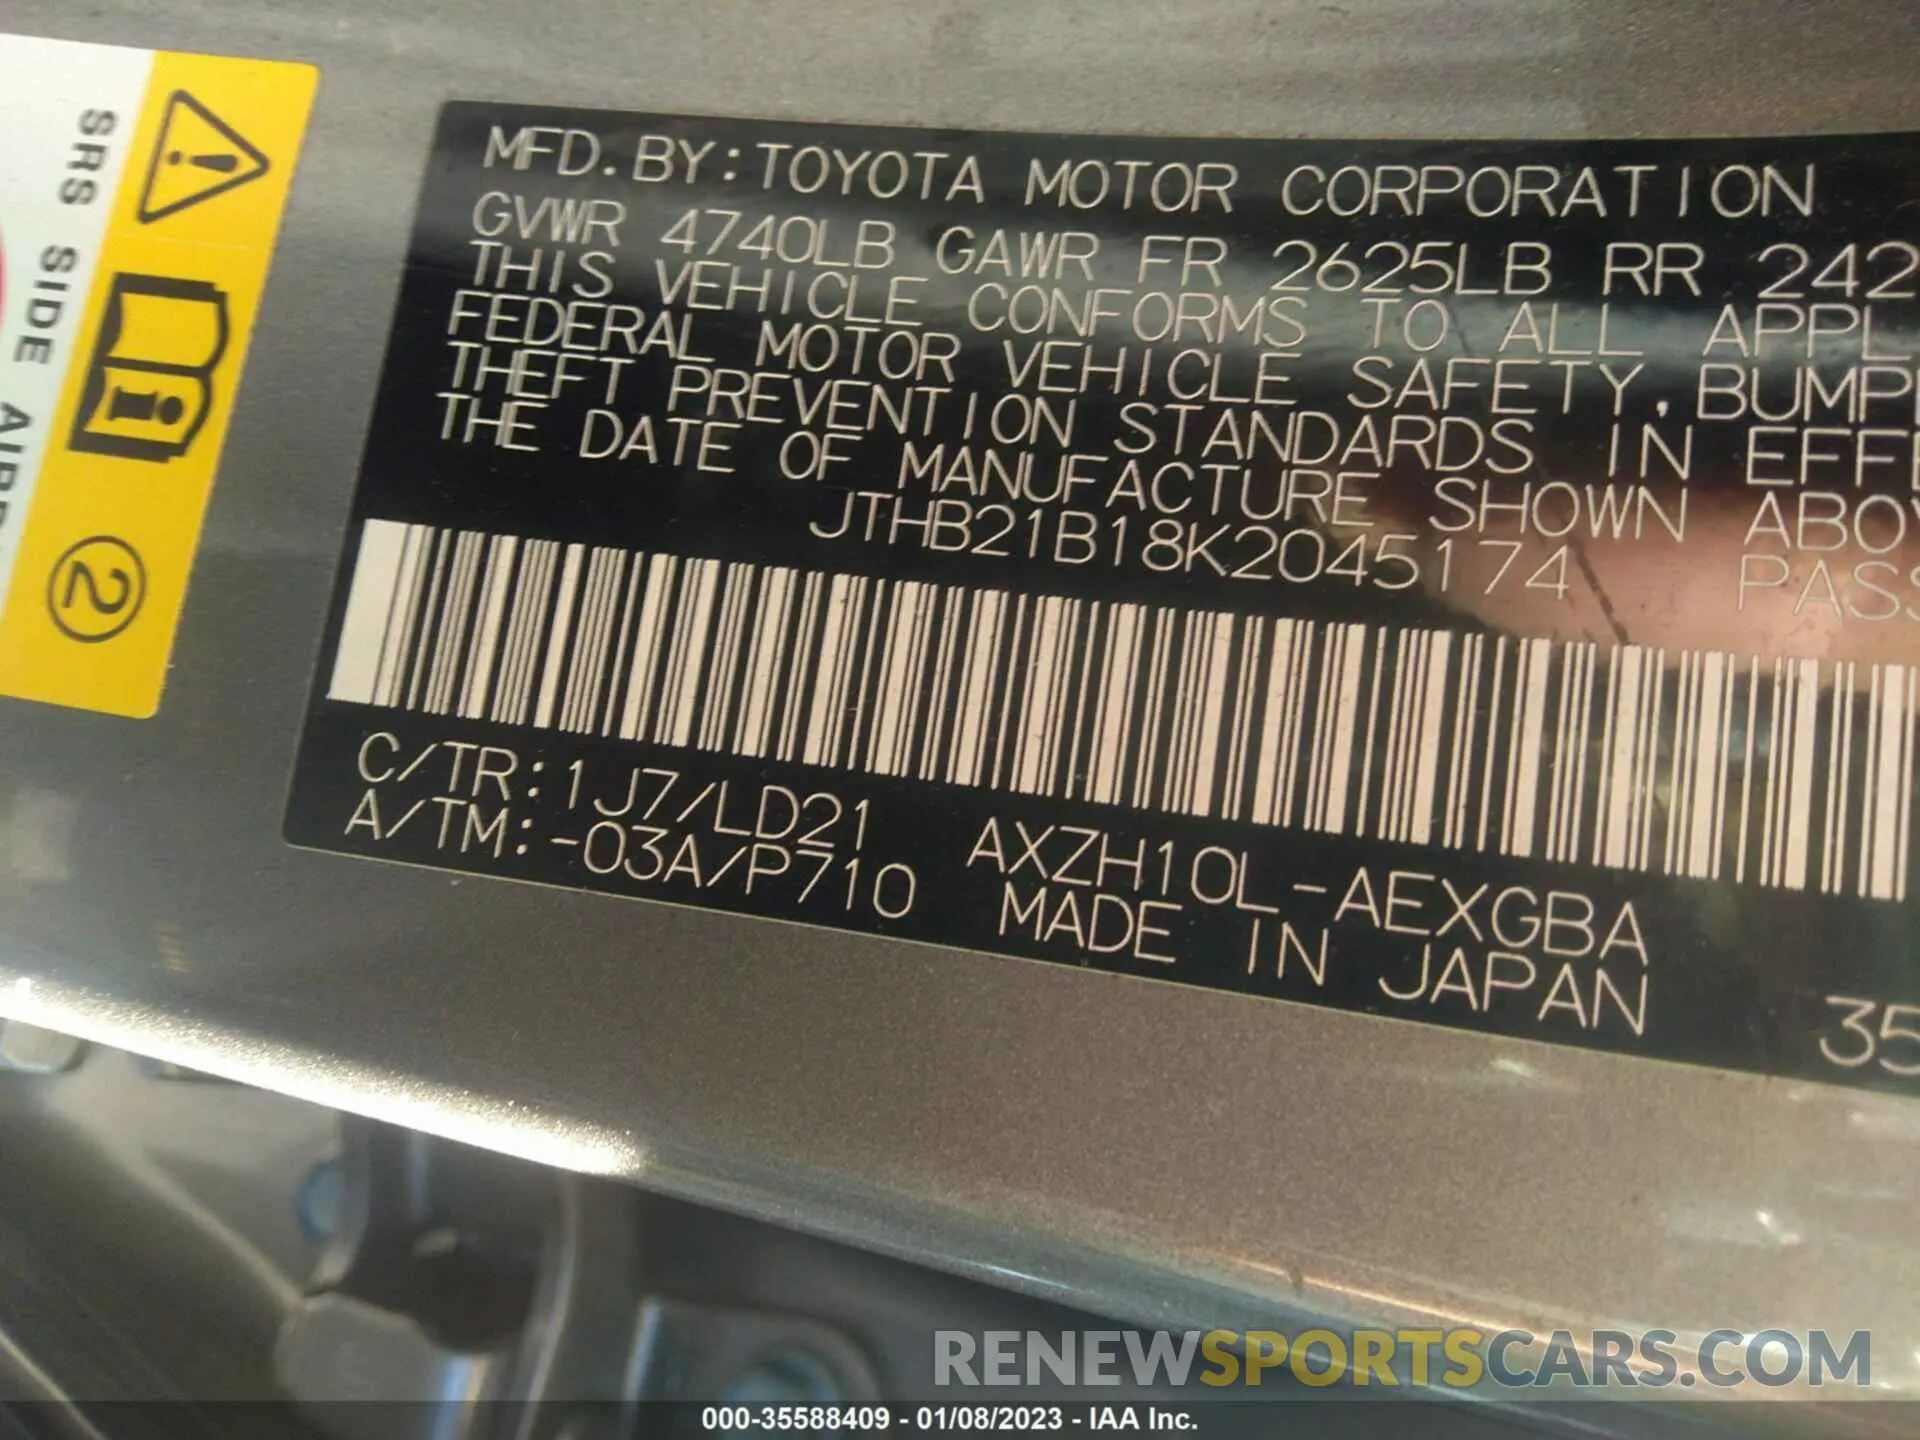 SRS SIDE
2
MFD. BY: TOYOTA MOTOR CORPORATION
GVWR 4740LB GAWR FR 2625LB RR 242
THIS VEHICLE CONFORMS TO ALL APPL
FEDERAL MOTOR VEHICLE SAFETY, BUMP
THEFT PREVENTION STANDARDS IN EFFE
THE DATE OF MANUFACTURE SHOWN ABO
JTHB21B18K2045174 PASS
C/TR: 1J7/LD21 AXZH10L-AEXGBA
A/TM: -03A/P710 MADE IN JAPAN 35
RENEWSPORTSCARS.COM
000-35588409 - 01/08/2023 - IAA Inc.